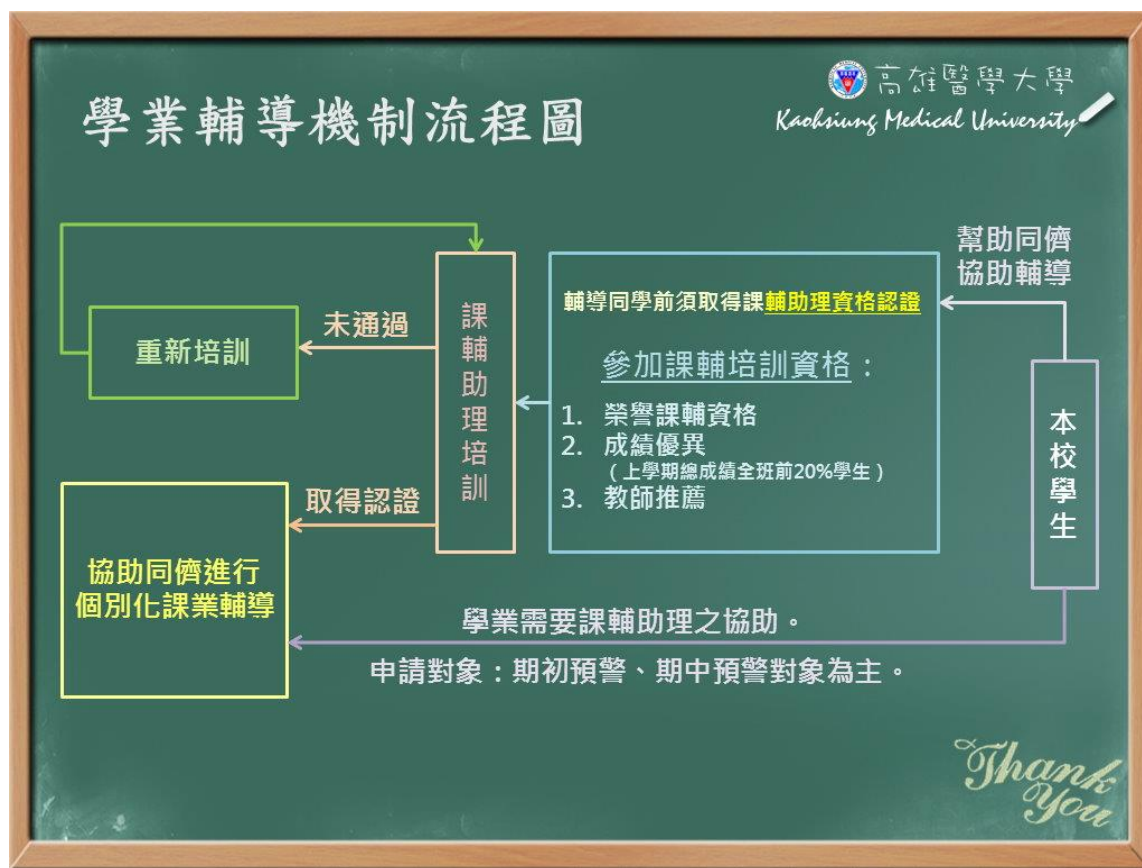 高雄醫學大學
Kaohsiung Medical University
學業輔導機制流程圖
幫助同儕
協助輔導
本校學生
輔導同學前須取得課輔助理資格認證
參加課輔培訓資格：
1. 榮譽課輔資格
2. 成績優異
（上學期總成績全班前20%學生）
3. 教師推薦
課輔助理培訓
未通過
重新培訓
取得認證
協助同儕進行
個別化課業輔導
學業需要課輔助理之協助。
申請對象：期初預警、期中預警對象為主。
Thank
You